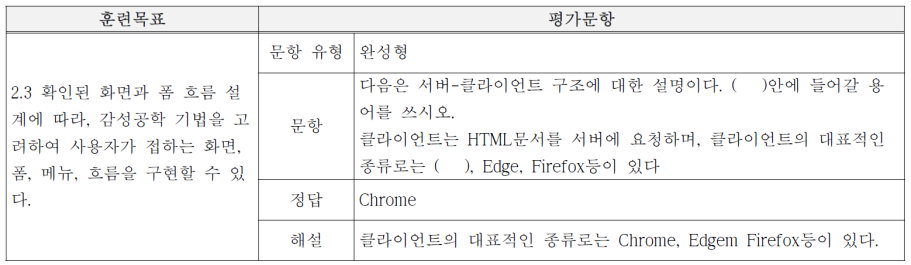 훈련목표
평가문항
2.3 확인된 화면과 폼 흐름 설
계에 따라, 감성공학 기법을 고
려하여 사용자가 접하는 화면,
폼, 메뉴, 흐름을 구현할 수 있
다.
문항 유형
완성형
문항
다음은 서버-클라이언트 구조에 대한 설명이다. (   )안에 들어갈 용
어를 쓰시오.
클라이언트는 HTML문서를 서버에 요청하며, 클라이언트의 대표적인
종류로는 (   ), Edge, Firefox등이 있다
정답
Chrome
해설
클라이언트의 대표적인 종류로는 Chrome, Edgem Firefox등이 있다.